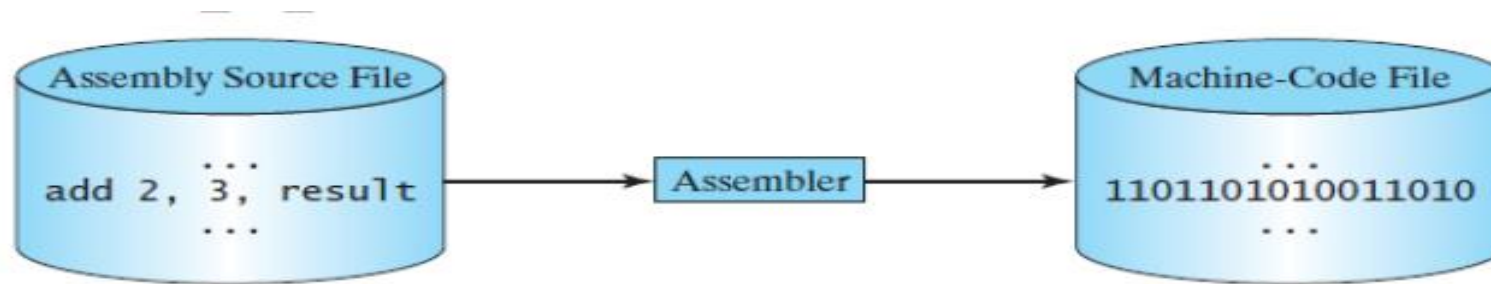 Assembly Source File
...
add 2, 3, result
...
Assembler
Machine-Code File
...
1101101010011010
...